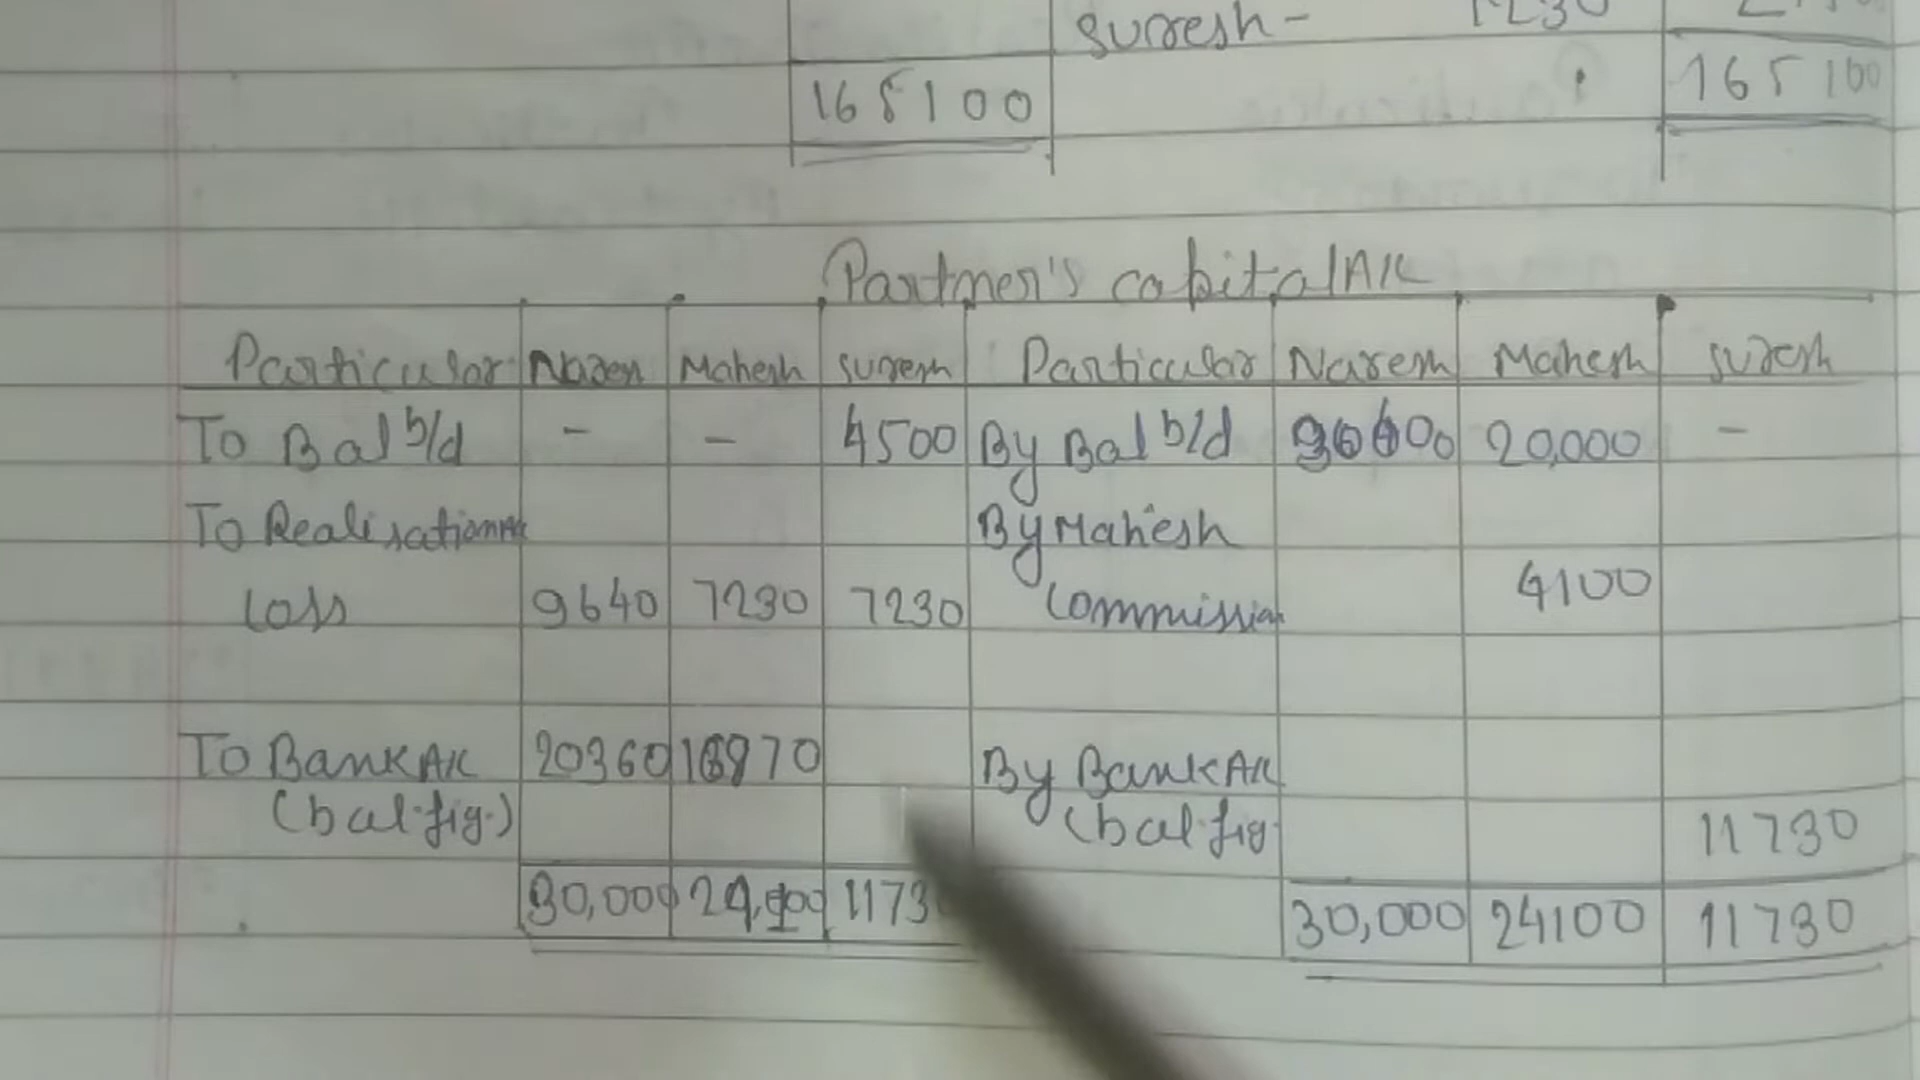 Suresh - 7230
165100 165100
Partner's capital A/c
Particular Naresh Mahesh Suresh Particular Naresh Mahesh Suresh
To Bal b/d - - 4500 By Bal b/d 30000 20,000 -
To Realisation A/c By Mahesh
Loss 9640 7230 7230 Commission 4100
To Bank A/c 20360 16870 By Bank A/c
(bal.fig.) (bal.fig. 11730
30,000 24,100 1173 30,000 24100 11730